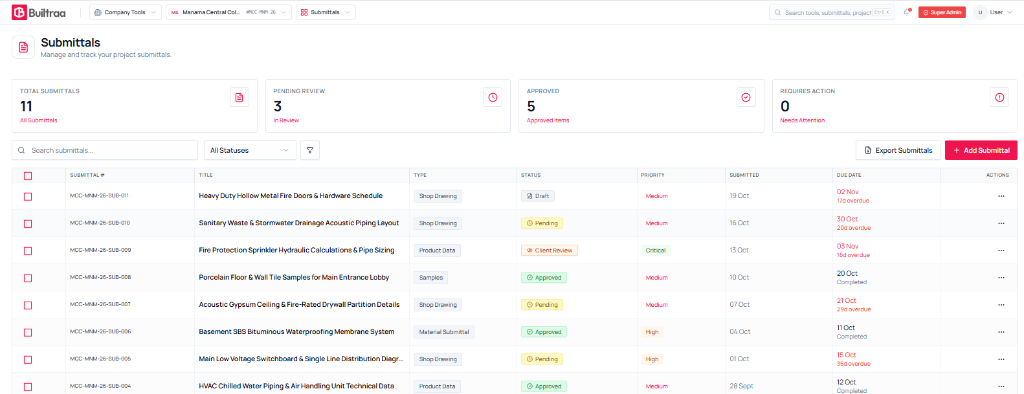 Builtraa
Company Tools
MA Manama Central Col... #MCC-MNM-26
Submittals
Search tools, submittals, project Ctrl K
Super Admin
U User
Submittals
Manage and track your project submittals.
TOTAL SUBMITTALS
11
All Submittals
PENDING REVIEW
3
In Review
APPROVED
5
Approved Items
REQUIRES ACTION
0
Needs Attention
Search submittals...
All Statuses
Export Submittals
+ Add Submittal
SUBMITTAL # TITLE TYPE STATUS PRIORITY SUBMITTED DUE DATE ACTIONS
MCC-MNM-26-SUB-011 Heavy Duty Hollow Metal Fire Doors & Hardware Schedule Shop Drawing Draft Medium 19 Oct 02 Nov
17d overdue
MCC-MNM-26-SUB-010 Sanitary Waste & Stormwater Drainage Acoustic Piping Layout Shop Drawing Pending Medium 16 Oct 30 Oct
20d overdue
MCC-MNM-26-SUB-009 Fire Protection Sprinkler Hydraulic Calculations & Pipe Sizing Product Data Client Review Critical 13 Oct 03 Nov
16d overdue
MCC-MNM-26-SUB-008 Porcelain Floor & Wall Tile Samples for Main Entrance Lobby Samples Approved Medium 10 Oct 20 Oct
Completed
MCC-MNM-26-SUB-007 Acoustic Gypsum Ceiling & Fire-Rated Drywall Partition Details Shop Drawing Pending Medium 07 Oct 21 Oct
29d overdue
MCC-MNM-26-SUB-006 Basement SBS Bituminous Waterproofing Membrane System Material Submittal Approved High 04 Oct 11 Oct
Completed
MCC-MNM-26-SUB-005 Main Low Voltage Switchboard & Single Line Distribution Diagr... Shop Drawing Pending High 01 Oct 15 Oct
35d overdue
MCC-MNM-26-SUB-004 HVAC Chilled Water Piping & Air Handling Unit Technical Data Product Data Approved Medium 28 Sept 12 Oct
Completed